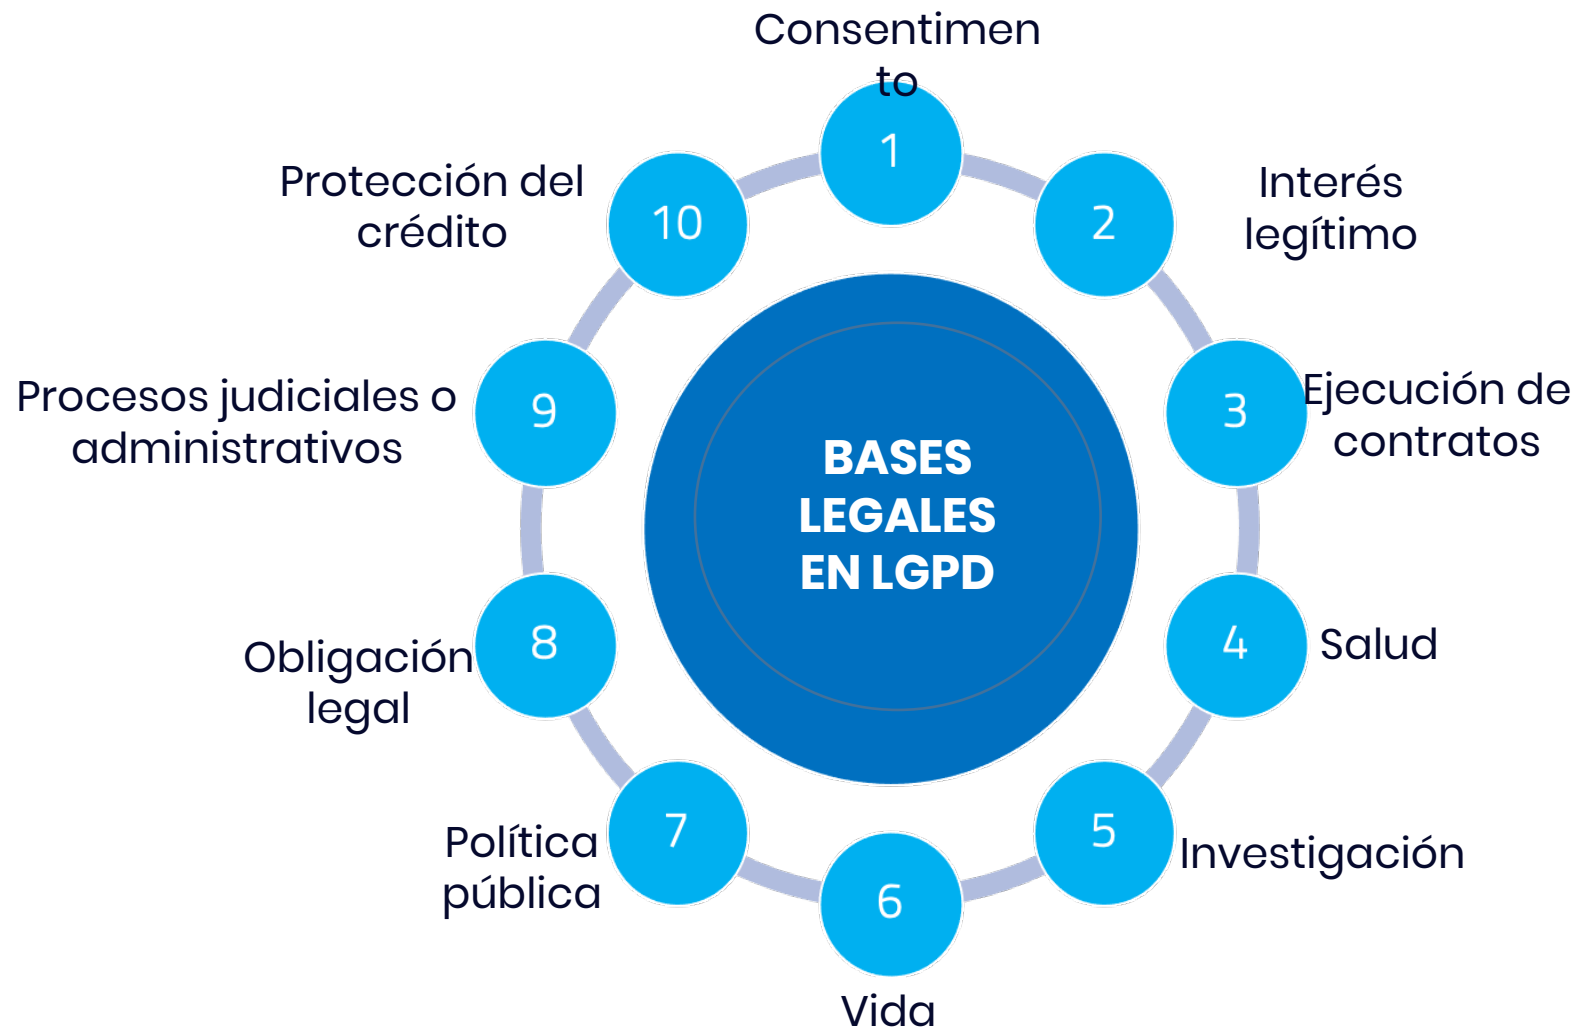 Consentimen
to
1
Interés
legítimo
2
Ejecución de
contratos
3
Salud
4
Investigación
5
Vida
6
Política
pública
7
Obligación
legal
8
Procesos judiciales o
administrativos
9
Protección del
crédito
10
BASES
LEGALES
EN LGPD